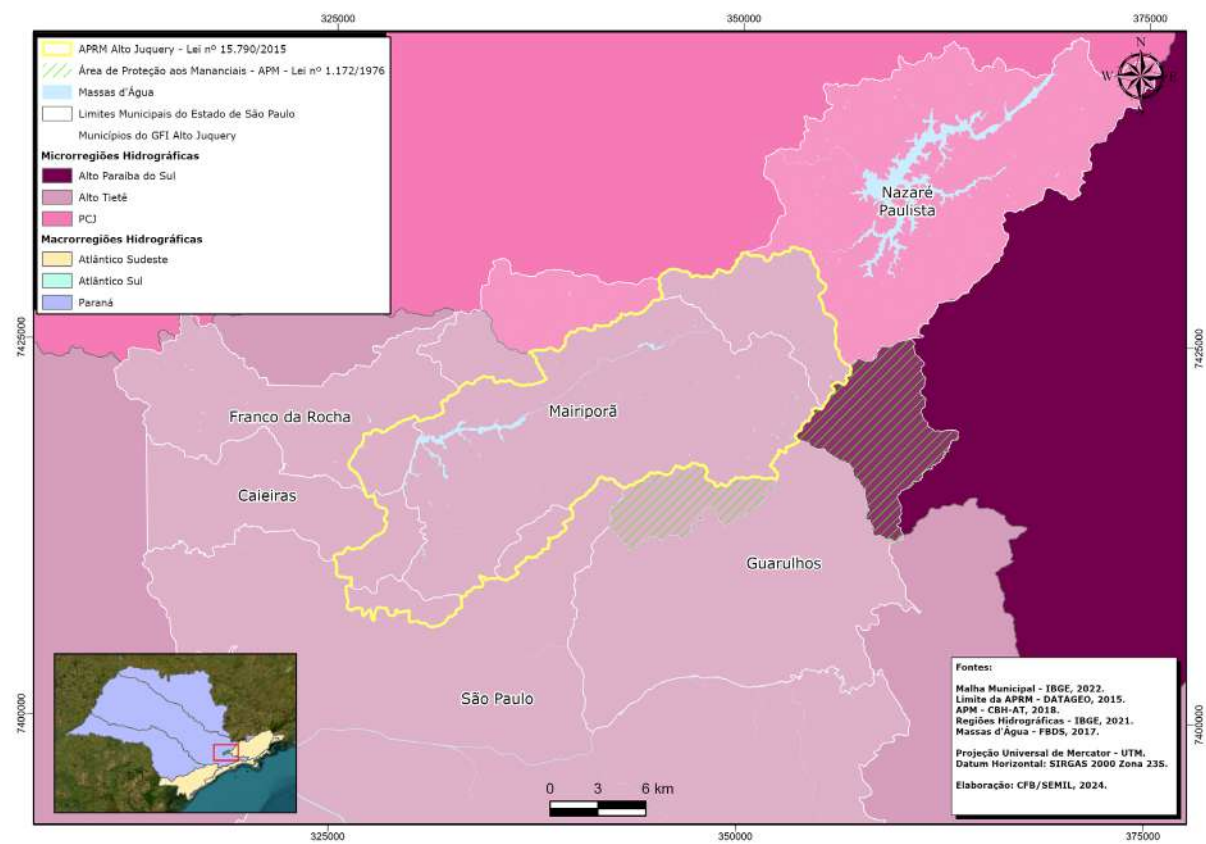 325000
350000
375000
APRM Alto Juquery - Lei nº 15.790/2015
Área de Proteção aos Mananciais - APM - Lei nº 1.172/1976
Massas d'Água
Limites Municipais do Estado de São Paulo
Municípios do GFI Alto Juquery
Microrregiões Hidrográficas
Alto Paraíba do Sul
Alto Tietê
PCJ
Macrorregiões Hidrográficas
Atlântico Sudeste
Atlântico Sul
Paraná
N
W
E
S
Nazaré
Paulista
7425000
7425000
Mairiporã
Franco da Rocha
Caieiras
Guarulhos
São Paulo
7400000
7400000
Fontes:
Malha Municipal - IBGE, 2022.
Limite da APRM - DATAGEO, 2015.
APM - CBH-AT, 2018.
Regiões Hidrográficas - IBGE, 2021.
Massas d'Água - FBDS, 2017.
Projeção Universal de Mercator - UTM.
Datum Horizontal: SIRGAS 2000 Zona 23S.
Elaboração: CFB/SEMIL, 2024.
0 3 6 km
325000
350000
375000